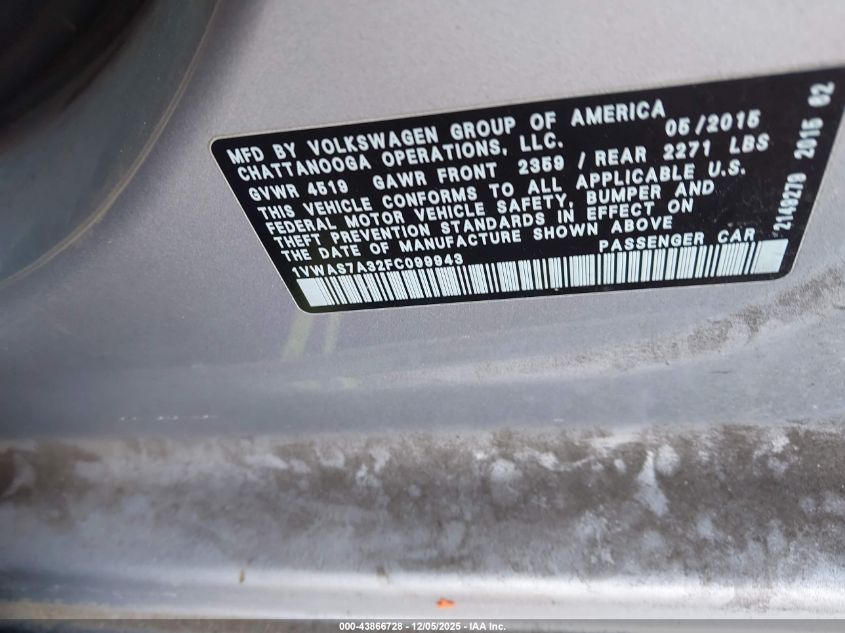 MFD BY VOLKSWAGEN GROUP OF AMERICA
CHATTANOOGA OPERATIONS, LLC. 05/2015
GVWR 4519 GAWR FRONT 2359 / REAR 2271 LBS
THIS VEHICLE CONFORMS TO ALL APPLICABLE U.S.
FEDERAL MOTOR VEHICLE SAFETY, BUMPER AND
THEFT PREVENTION STANDARDS IN EFFECT ON
THE DATE OF MANUFACTURE SHOWN ABOVE
1VWAS7A32FC099943 PASSENGER CAR
*2149279 2015 02
000-43866728 - 12/05/2025 - IAA Inc.